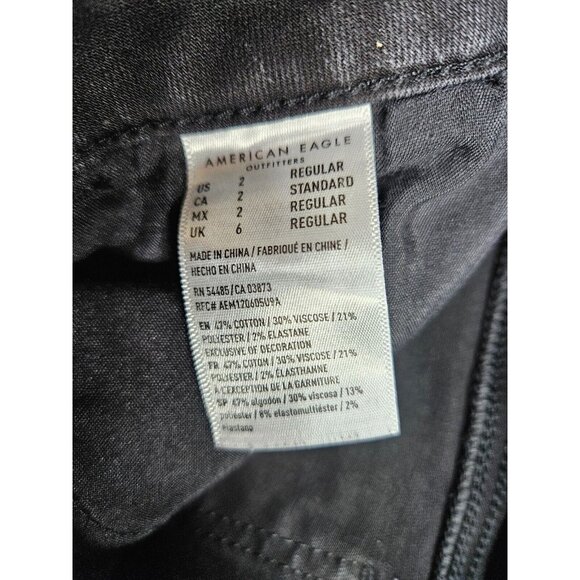 AMERICAN EAGLE
OUTFITTERS
US 2 REGULAR
CA 2 STANDARD
MX 2 REGULAR
UK 6 REGULAR
MADE IN CHINA / FABRIQUÉ EN CHINE /
HECHO EN CHINA
RN 54485/CA 03873
RFC# AEM120605U9A
EN 47% COTTON / 30% VISCOSE / 21%
POLYESTER / 2% ELASTANE
EXCLUSIVE OF DECORATION
FR 47% COTON / 30% VISCOSE / 21%
POLYESTER / 2% ÉLASTHANNE
À L'EXCEPTION DE LA GARNITURE
SP 47% algodón / 30% viscosa / 13%
poliéster / 8% elastomultiéster / 2%
elastano